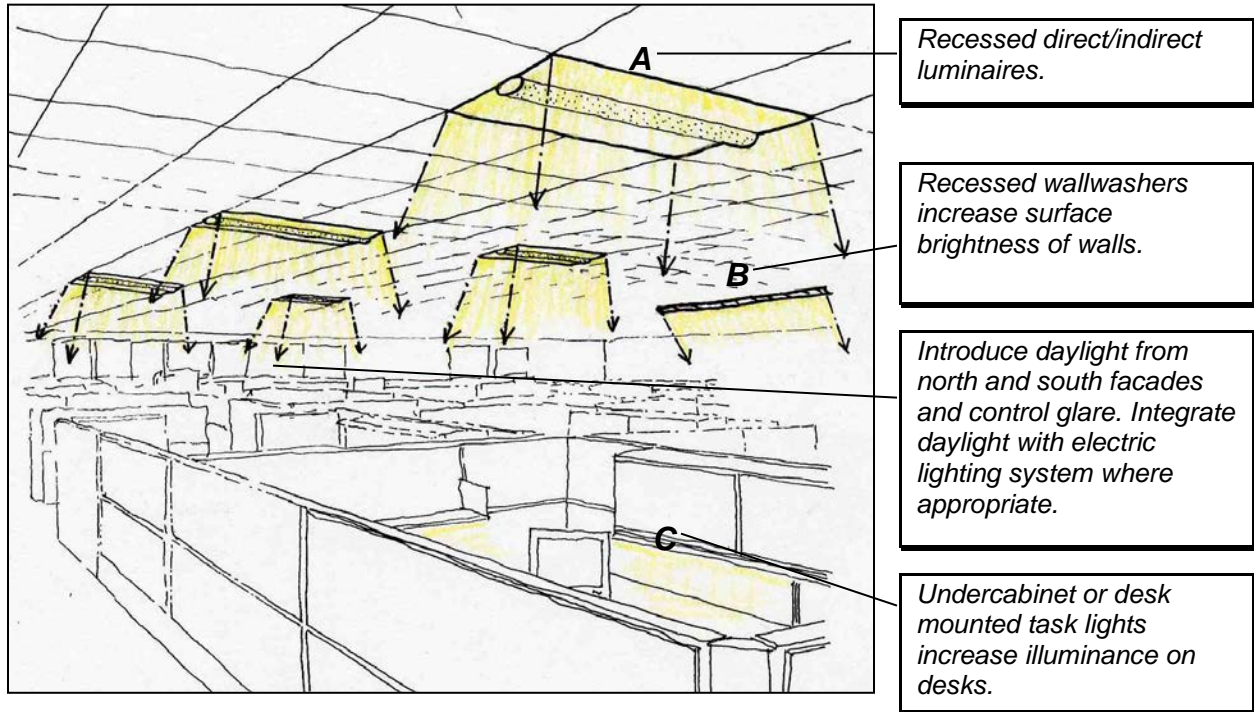 A
Recessed direct/indirect
luminaires.
B
Recessed wallwashers
increase surface
brightness of walls.
Introduce daylight from
north and south facades
and control glare. Integrate
daylight with electric
lighting system where
appropriate.
C
Undercabinet or desk
mounted task lights
increase illuminance on
desks.